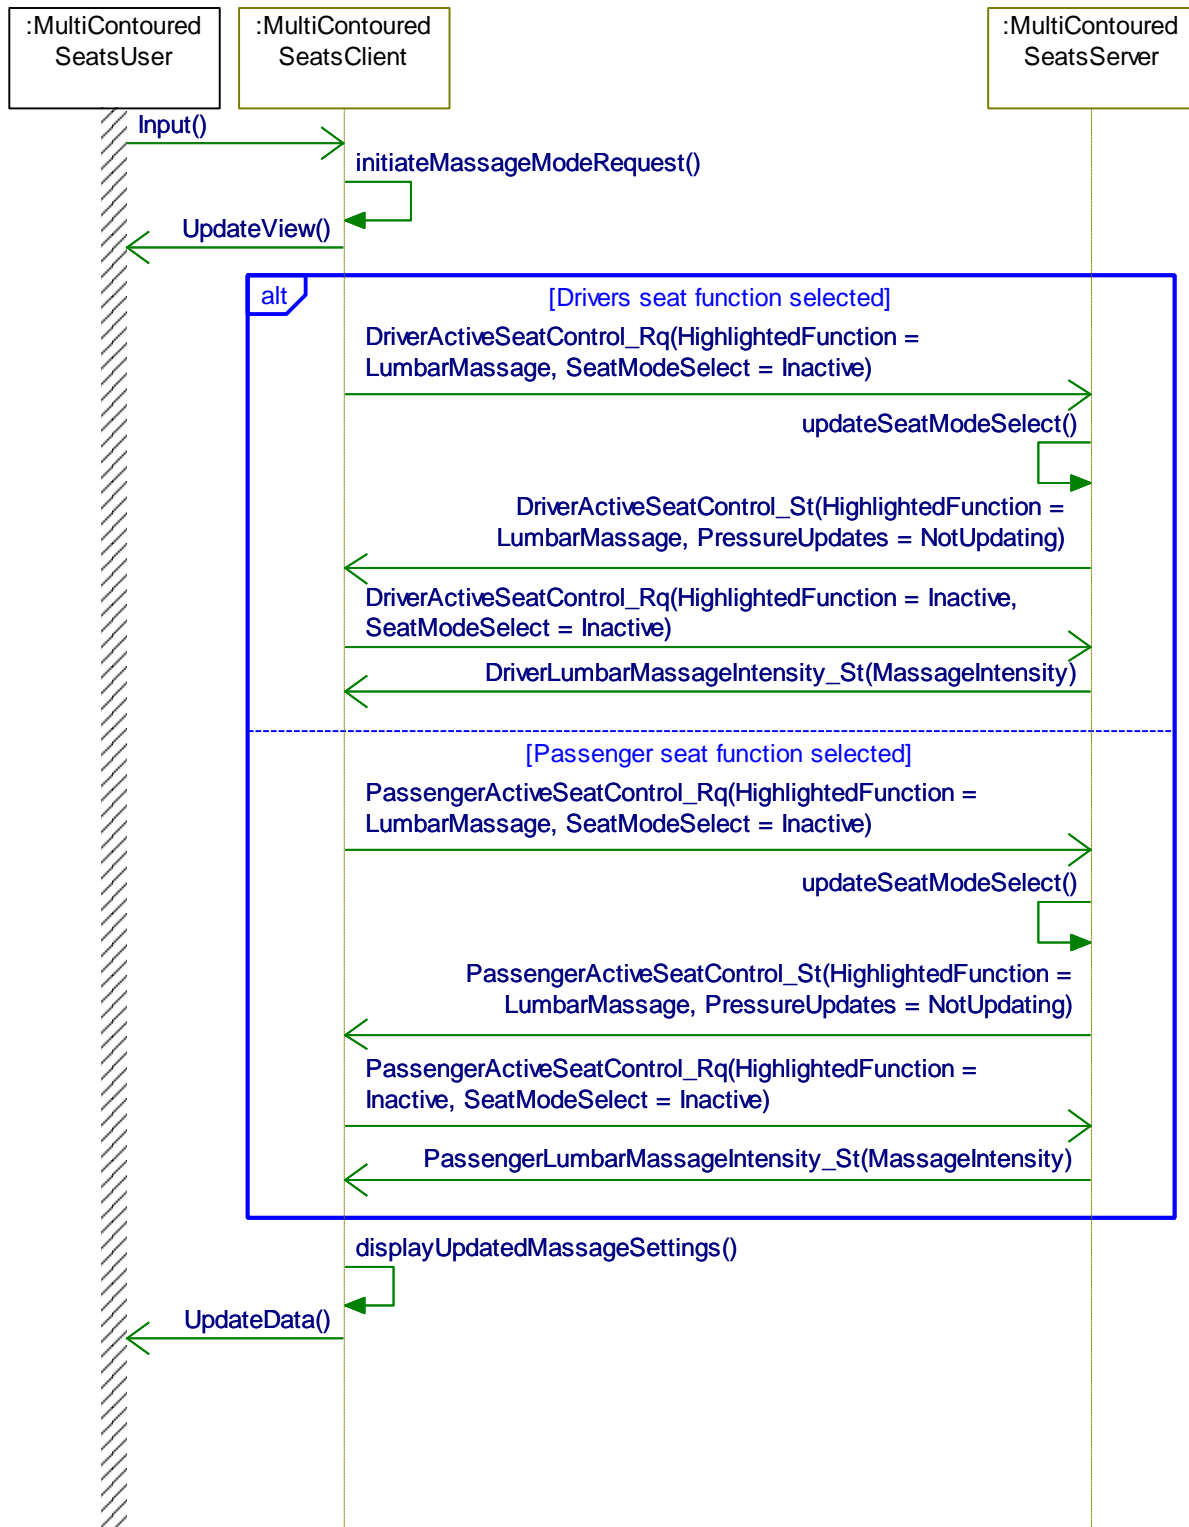 :MultiContoured
SeatsUser
:MultiContoured
SeatsClient
:MultiContoured
SeatsServer
Input()
initiateMassageModeRequest()
UpdateView()
alt
[Drivers seat function selected]
DriverActiveSeatControl_Rq(HighlightedFunction =
LumbarMassage, SeatModeSelect = Inactive)
updateSeatModeSelect()
DriverActiveSeatControl_St(HighlightedFunction =
LumbarMassage, PressureUpdates = NotUpdating)
DriverActiveSeatControl_Rq(HighlightedFunction = Inactive,
SeatModeSelect = Inactive)
DriverLumbarMassageIntensity_St(MassageIntensity)
[Passenger seat function selected]
PassengerActiveSeatControl_Rq(HighlightedFunction =
LumbarMassage, SeatModeSelect = Inactive)
updateSeatModeSelect()
PassengerActiveSeatControl_St(HighlightedFunction =
LumbarMassage, PressureUpdates = NotUpdating)
PassengerActiveSeatControl_Rq(HighlightedFunction =
Inactive, SeatModeSelect = Inactive)
PassengerLumbarMassageIntensity_St(MassageIntensity)
displayUpdatedMassageSettings()
UpdateData()